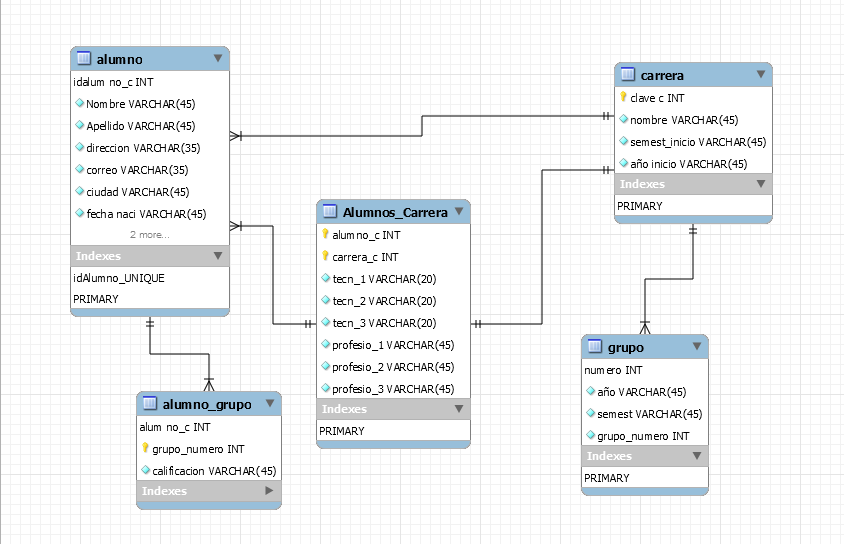 alumno
idalum no_c INT
Nombre VARCHAR(45)
Apellido VARCHAR(45)
direccion VARCHAR(35)
correo VARCHAR(35)
ciudad VARCHAR(45)
fecha naci VARCHAR(45)
2 more...
Indexes
idAlumno_UNIQUE
PRIMARY
carrera
clave c INT
nombre VARCHAR(45)
semest_inicio VARCHAR(45)
año inicio VARCHAR(45)
Indexes
PRIMARY
Alumnos_Carrera
alumno_c INT
carrera_c INT
tecn_1 VARCHAR(20)
tecn_2 VARCHAR(20)
tecn_3 VARCHAR(20)
profesio_1 VARCHAR(45)
profesio_2 VARCHAR(45)
profesio_3 VARCHAR(45)
Indexes
PRIMARY
grupo
numero INT
año VARCHAR(45)
semest VARCHAR(45)
grupo_numero INT
Indexes
PRIMARY
alumno_grupo
alum no_c INT
grupo_numero INT
calificacion VARCHAR(45)
Indexes